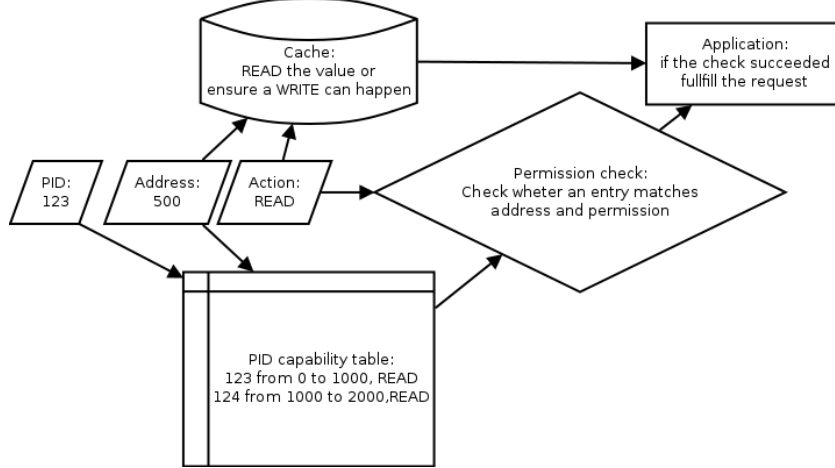 Cache:
READ the value or
ensure a WRITE can happen
Application:
if the check succeeded
fullfill the request
PID:
123
Address:
500
Action:
READ
Permission check:
Check wheter an entry matches
address and permission
PID capability table:
123 from 0 to 1000, READ
124 from 1000 to 2000,READ